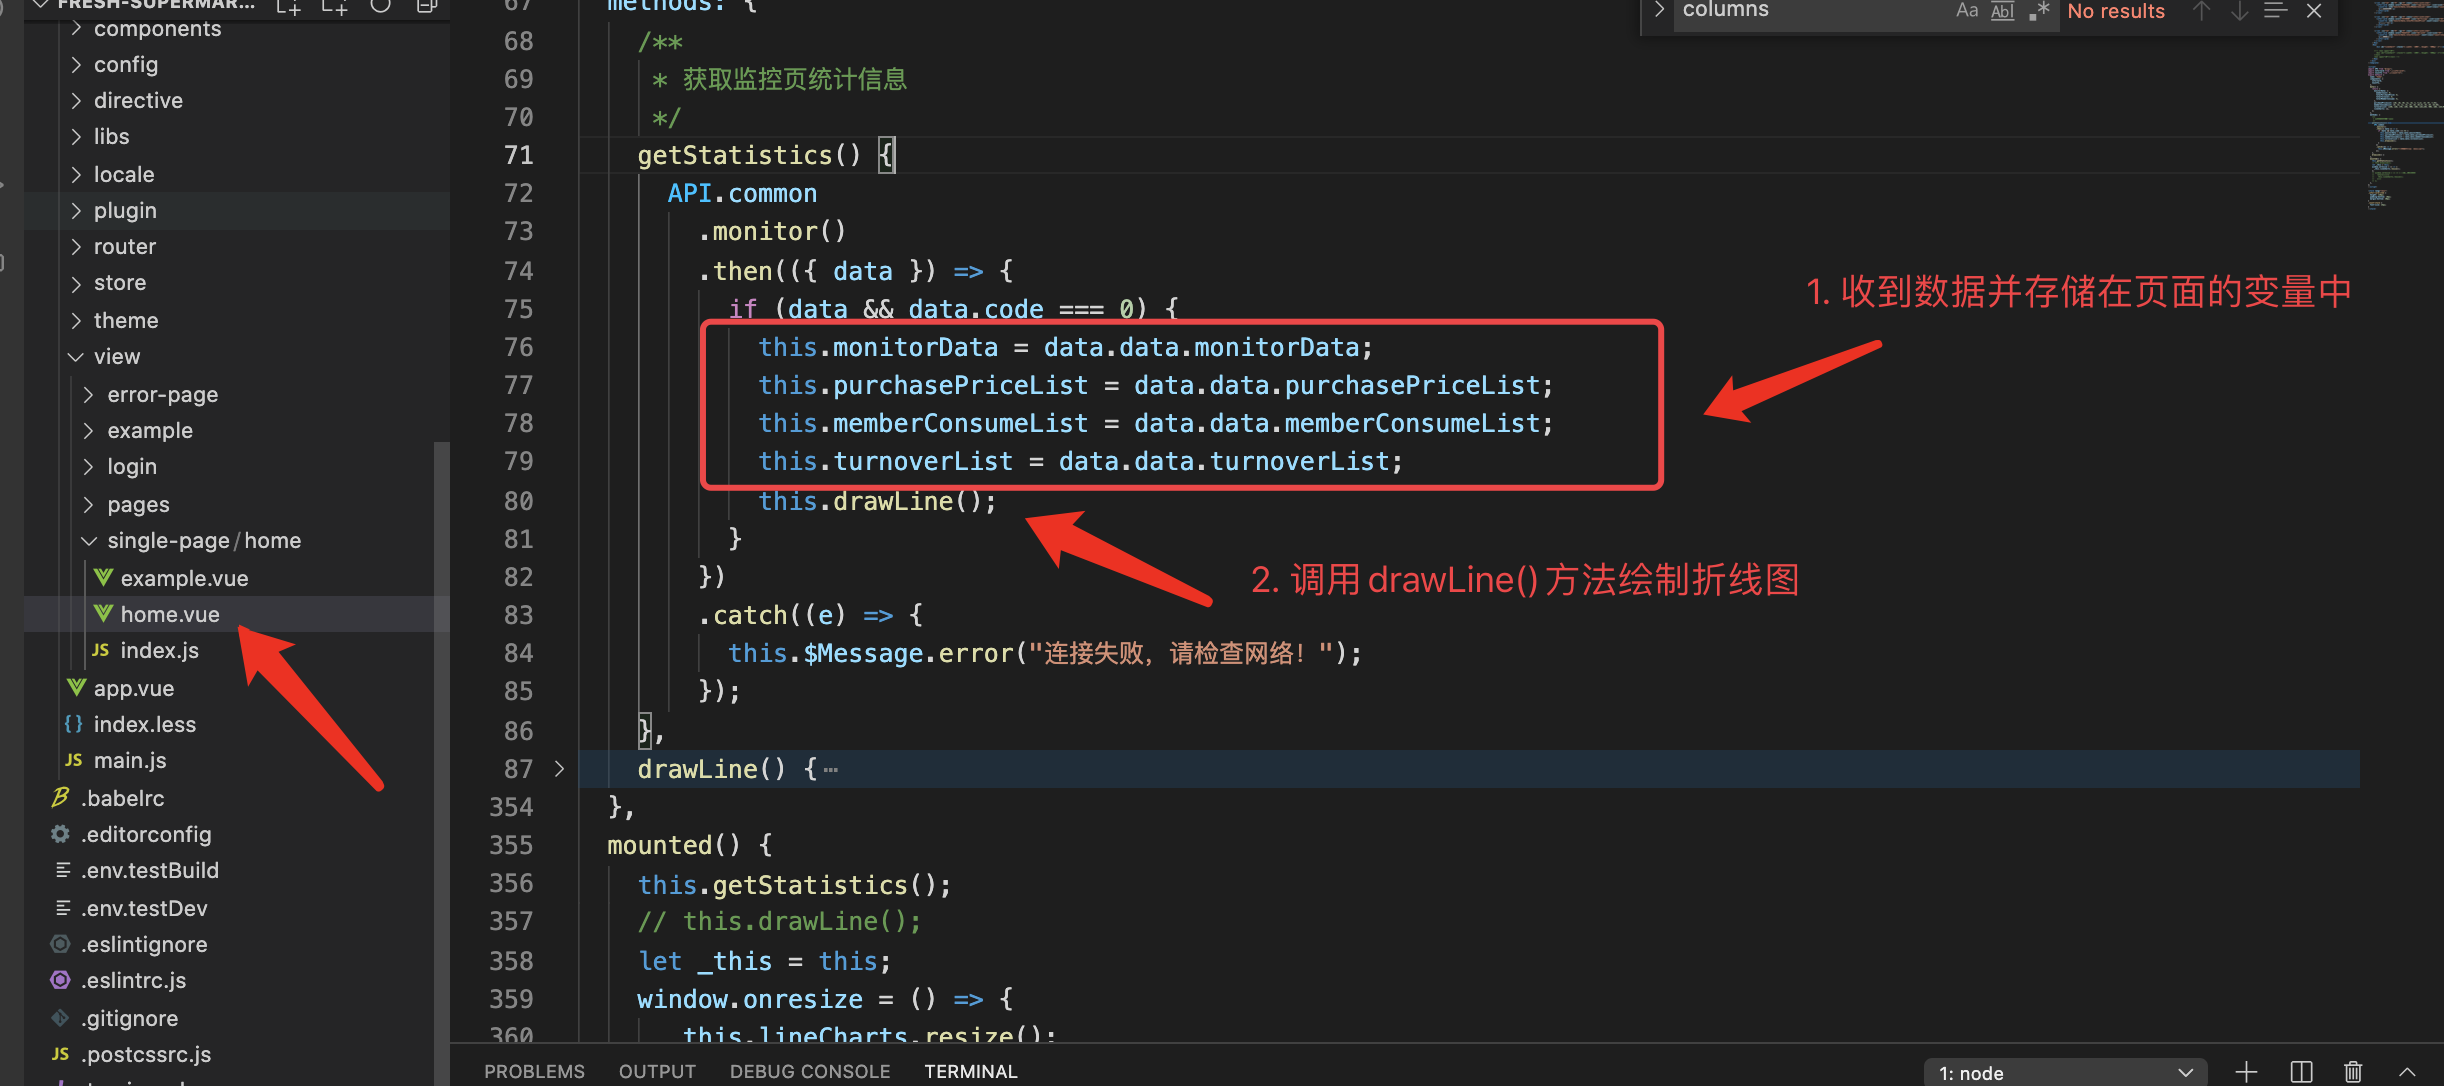 FRESH-SUPERMAR...
components
config
directive
libs
locale
plugin
router
store
theme
view
error-page
example
login
pages
single-page/home
example.vue
home.vue
JS index.js
app.vue
{} index.less
JS main.js
.babelrc
.editorconfig
.env.testBuild
.env.testDev
.eslintignore
.eslintrc.js
.gitignore
JS .postcssrc.js
67 methods: {
68 /**
69 * 获取监控页统计信息
70 */
71 getStatistics() {
72 API.common
73 .monitor()
74 .then(({ data }) => {
75 if (data && data.code === 0) {
76 this.monitorData = data.data.monitorData;
77 this.purchasePriceList = data.data.purchasePriceList;
78 this.memberConsumeList = data.data.memberConsumeList;
79 this.turnoverList = data.data.turnoverList;
80 this.drawLine();
81 }
82 })
83 .catch((e) => {
84 this.$Message.error("连接失败，请检查网络！");
85 });
86 },
87 drawLine() {…
354 },
355 mounted() {
356 this.getStatistics();
357 // this.drawLine();
358 let _this = this;
359 window.onresize = () => {
360 this.lineCharts.resize();
columns Aa Abl .* No results
1. 收到数据并存储在页面的变量中
2. 调用 drawLine() 方法绘制折线图
PROBLEMS OUTPUT DEBUG CONSOLE TERMINAL 1: node